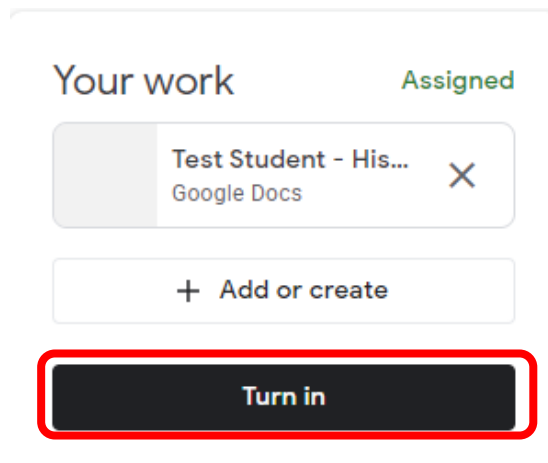 Your work
Assigned
Test Student - His...
Google Docs
+ Add or create
Turn in